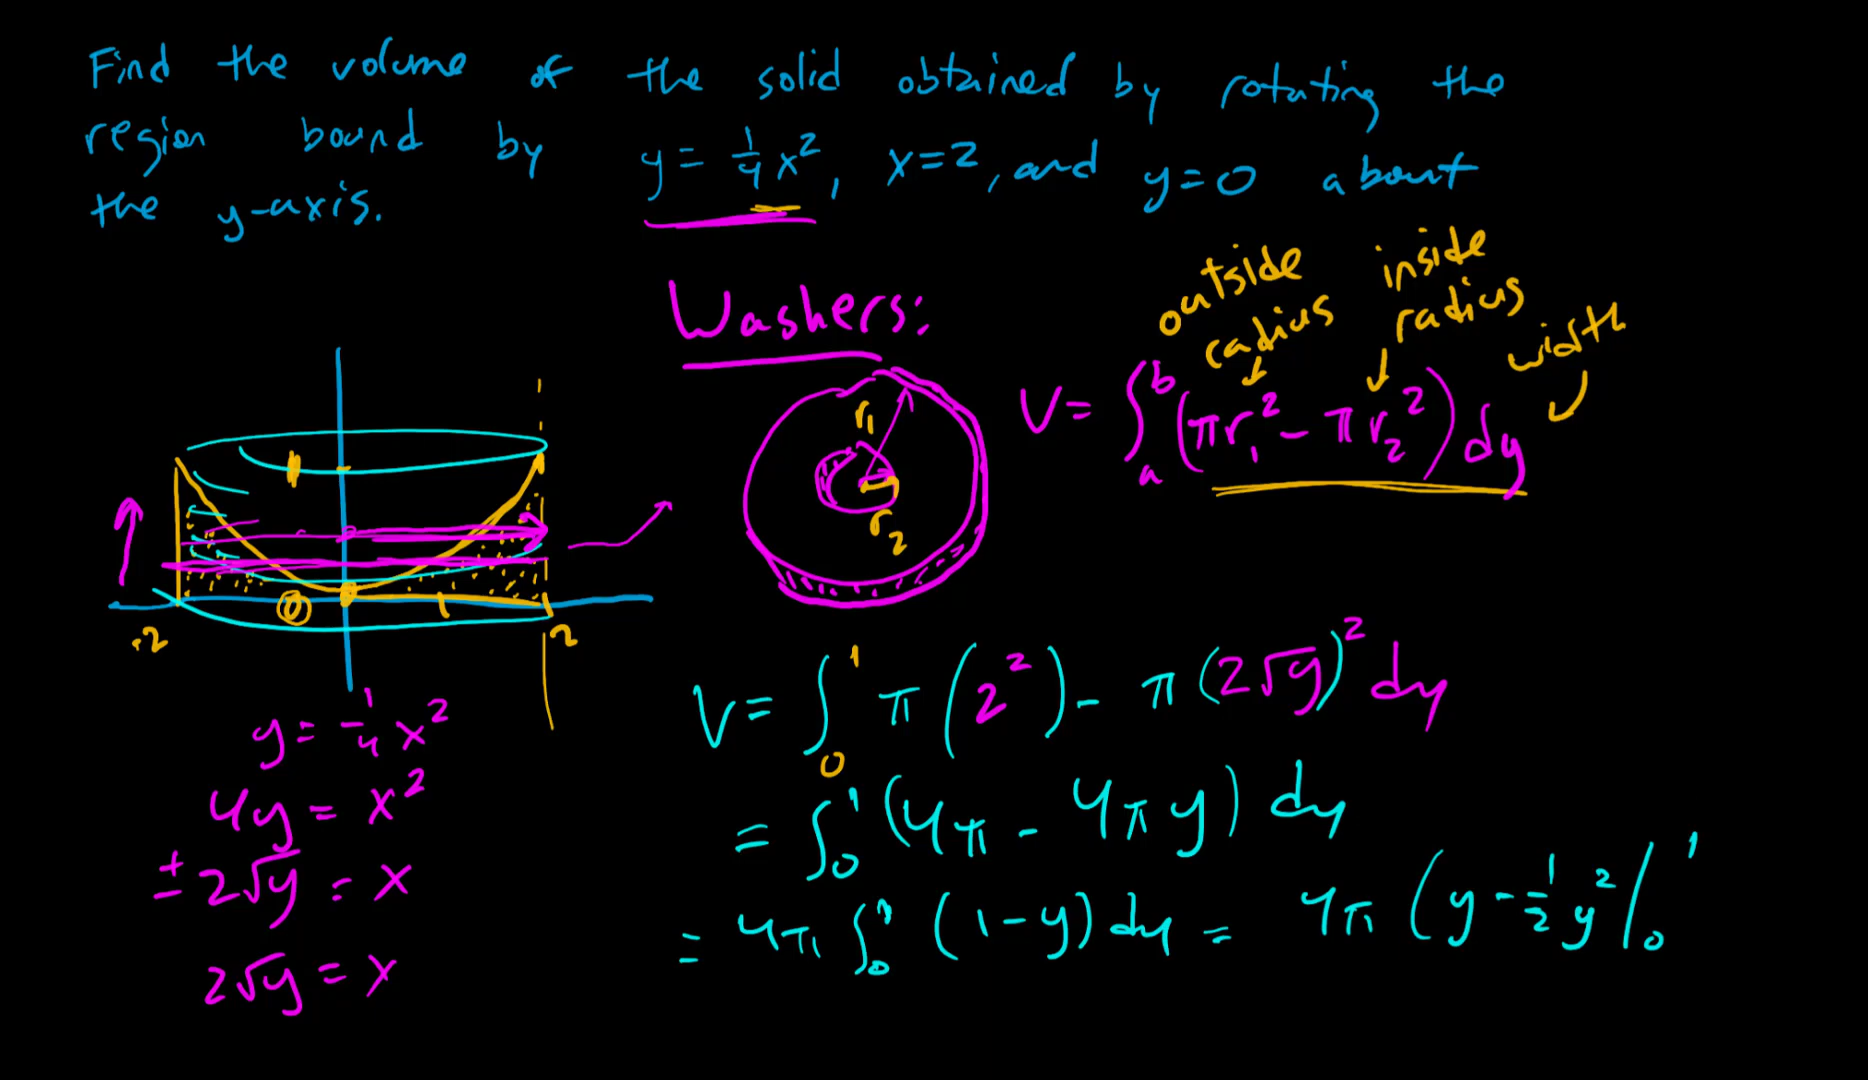 Find the volume of the solid obtained by rotating the
region bound by y = 1/4 x², x=2, and y=0 about
the y-axis.
Washers:
outside radius
inside radius
width
V = ∫_a^b (πr₁² - πr₂²) dy
r₁
r₂
1
0
-2
2
y = 1/4 x²
4y = x²
± 2√y = x
2√y = x
V = ∫_0^1 π(2²) - π(2√y)² dy
= ∫_0^1 (4π - 4πy) dy
= 4π ∫_0^1 (1-y) dy = 4π (y - 1/2 y² |_0^1